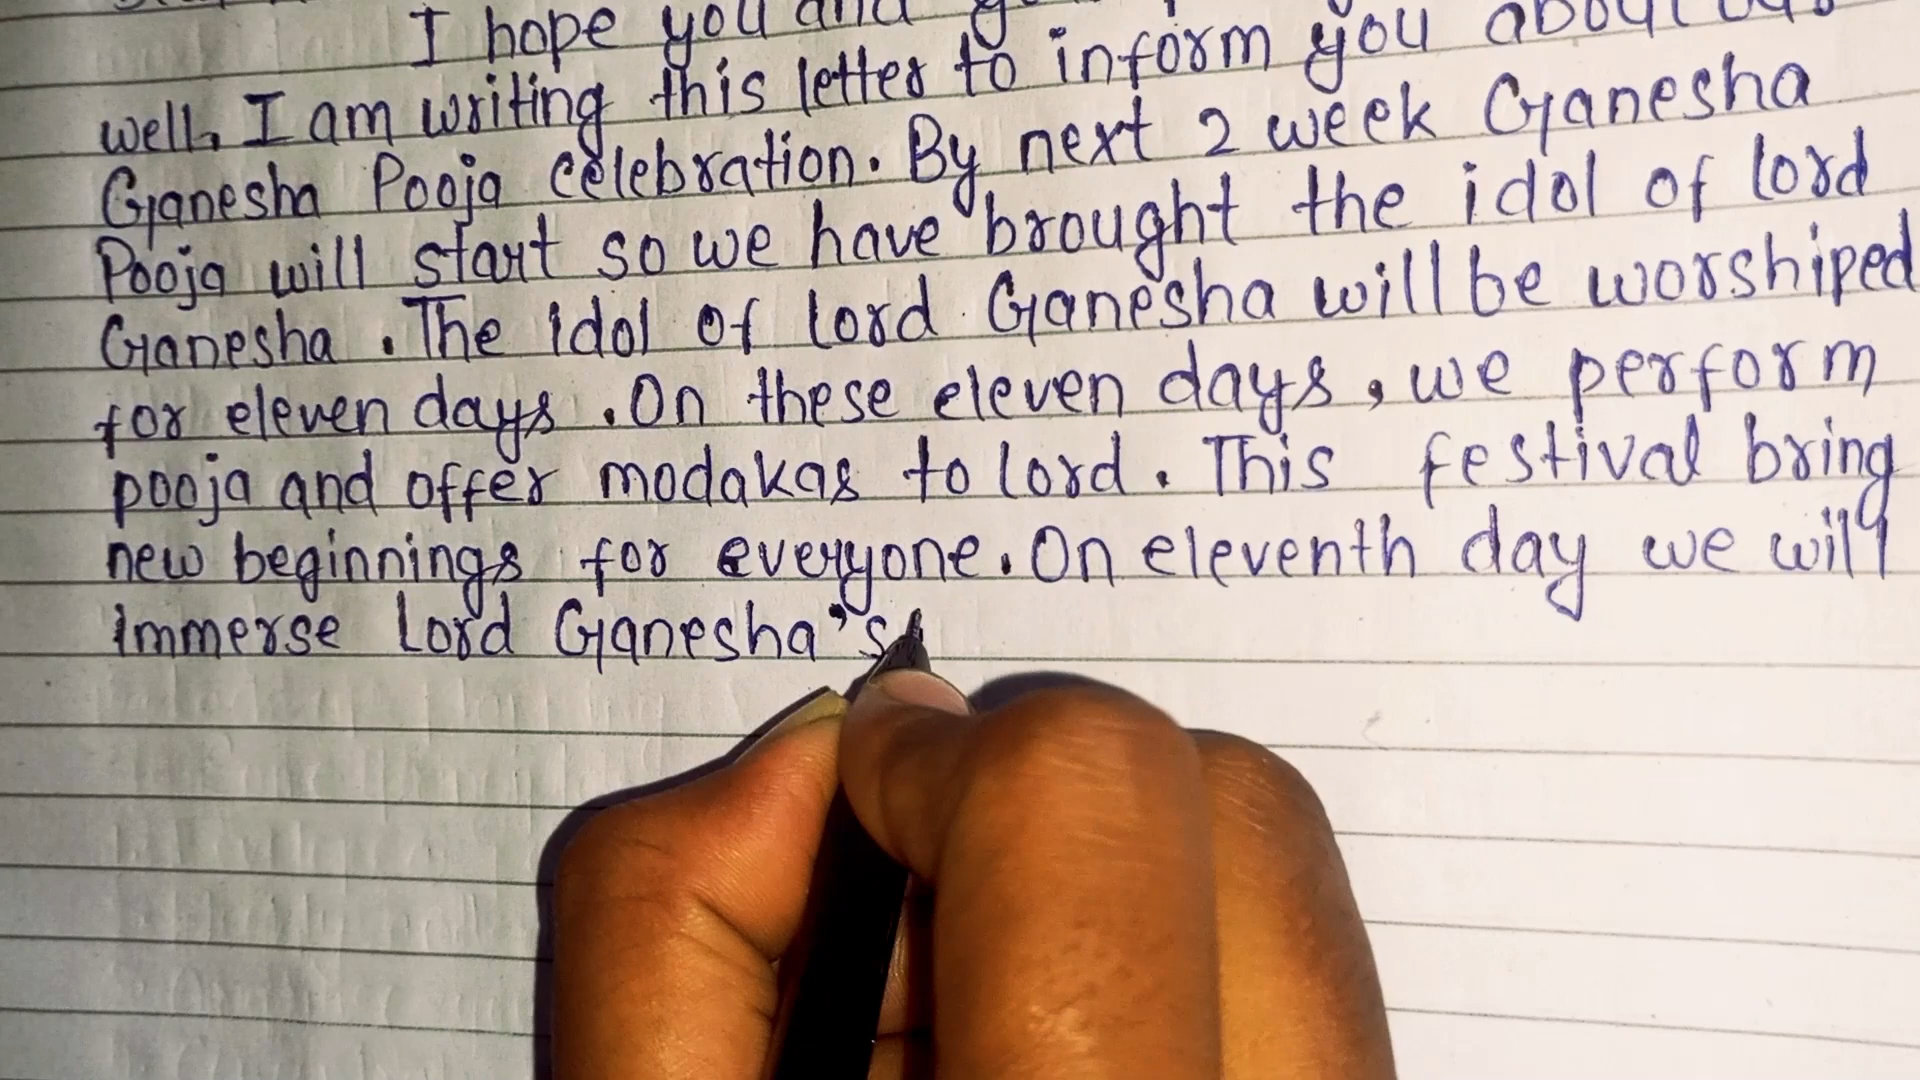 I hope you and
well. I am writing this letter to inform you about our
Ganesha Pooja celebration. By next 2 week Ganesha
Pooja will start so we have brought the idol of lord
Ganesha. The idol of lord Ganesha will be worshiped
for eleven days. On these eleven days, we perform
pooja and offer modakas to lord. This festival bring
new beginnings for everyone. On eleventh day we will
immerse Lord Ganesha's